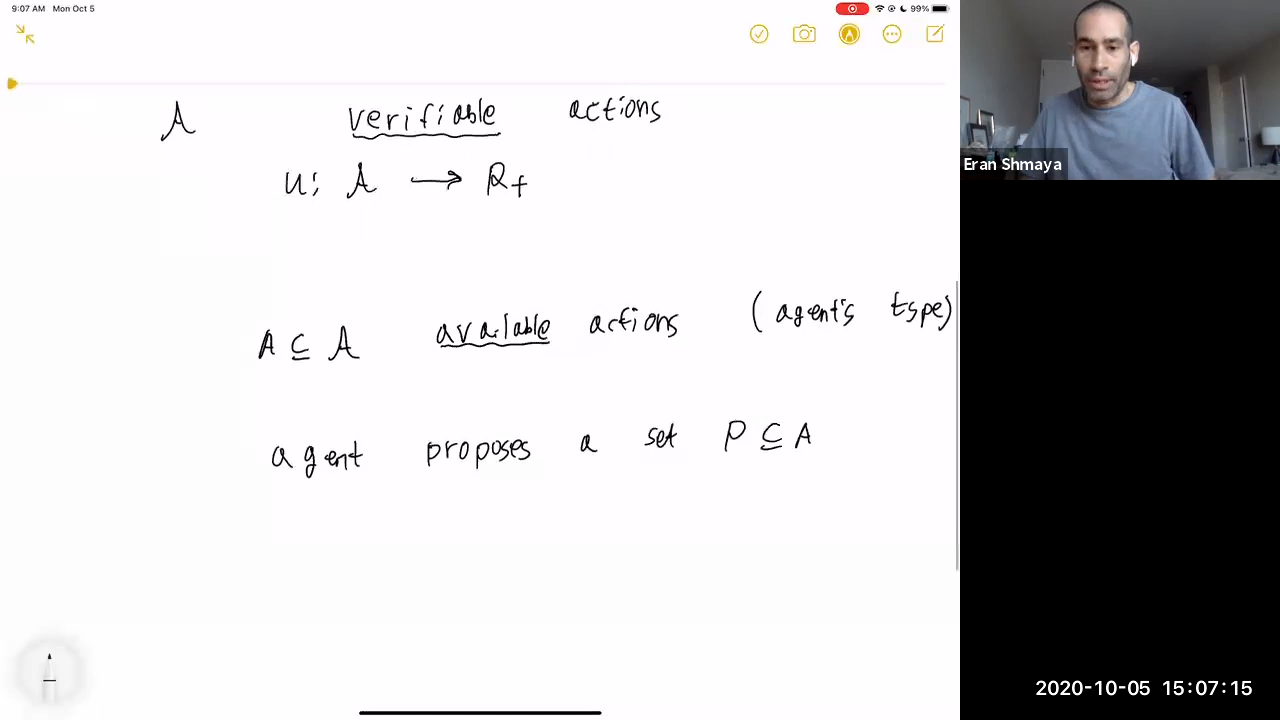 9:07 AM Mon Oct 5
99%
𝒜 verifiable actions
u: 𝒜 → R+
A ⊆ 𝒜 available actions (agent's type)
agent proposes a set P ⊆ A
Eran Shmaya
2020-10-05 15:07:15